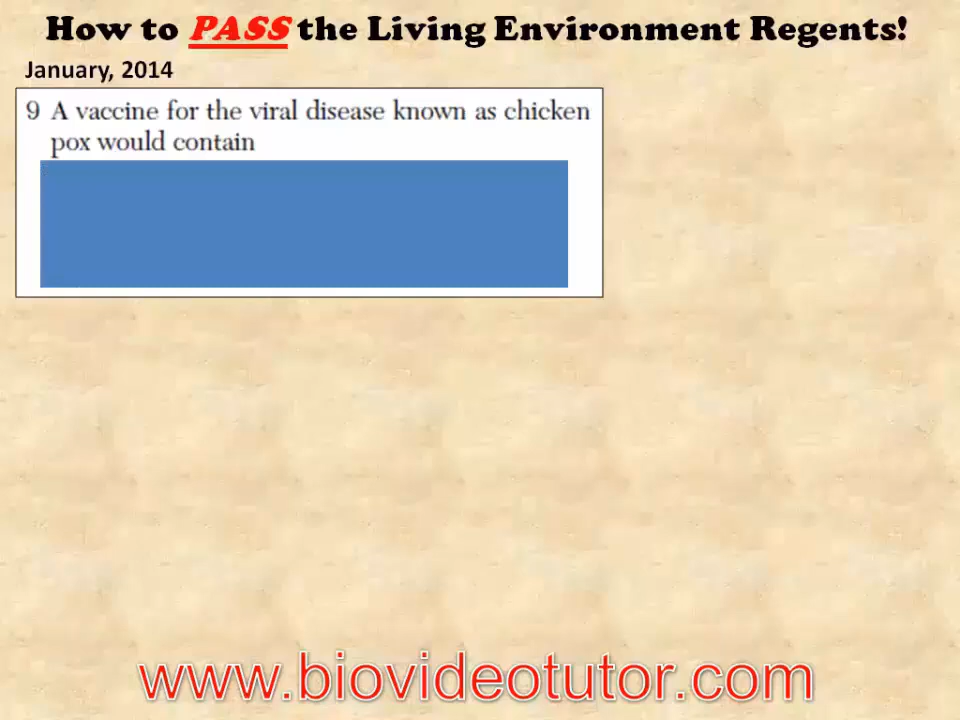 How to PASS the Living Environment Regents!
January, 2014
9 A vaccine for the viral disease known as chicken
pox would contain
www.biovideotutor.com